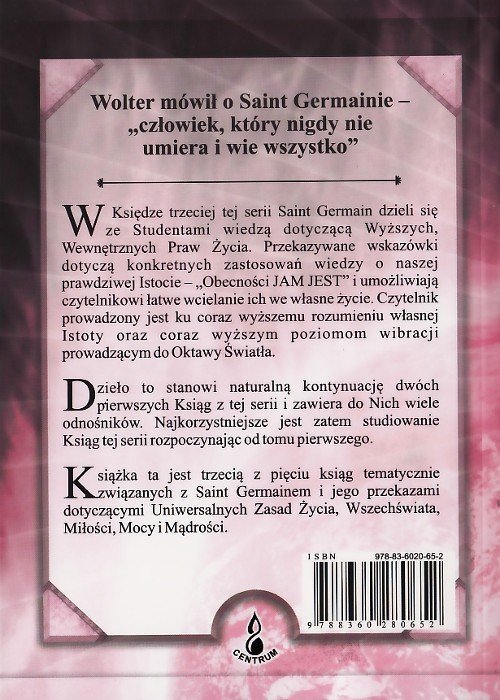 Wolter mówił o Saint Germainie –
„człowiek, który nigdy nie
umiera i wie wszystko”
W Księdze trzeciej tej serii Saint Germain dzieli się
ze Studentami wiedzą dotyczącą Wyższych,
Wewnętrznych Praw Życia. Przekazywane wskazówki
dotyczą konkretnych zastosowań wiedzy o naszej
prawdziwej Istocie – „Obecności JAM JEST” i umożliwiają
czytelnikowi łatwe wcielanie ich we własne życie. Czytelnik
prowadzony jest ku coraz wyższemu rozumieniu własnej
Istoty oraz coraz wyższym poziomom wibracji
prowadzącym do Oktawy Światła.
Dzieło to stanowi naturalną kontynuację dwóch
pierwszych Ksiąg z tej serii i zawiera do Nich wiele
odnośników. Najkorzystniejsze jest zatem studiowanie
Ksiąg tej serii rozpoczynając od tomu pierwszego.
Książka ta jest trzecią z pięciu ksiąg tematycznie
związanych z Saint Germainem i jego przekazami
dotyczącymi Uniwersalnych Zasad Życia, Wszechświata,
Miłości, Mocy i Mądrości.
ISBN 978-83-6020-65-2
9 788360 280652
CENTRUM